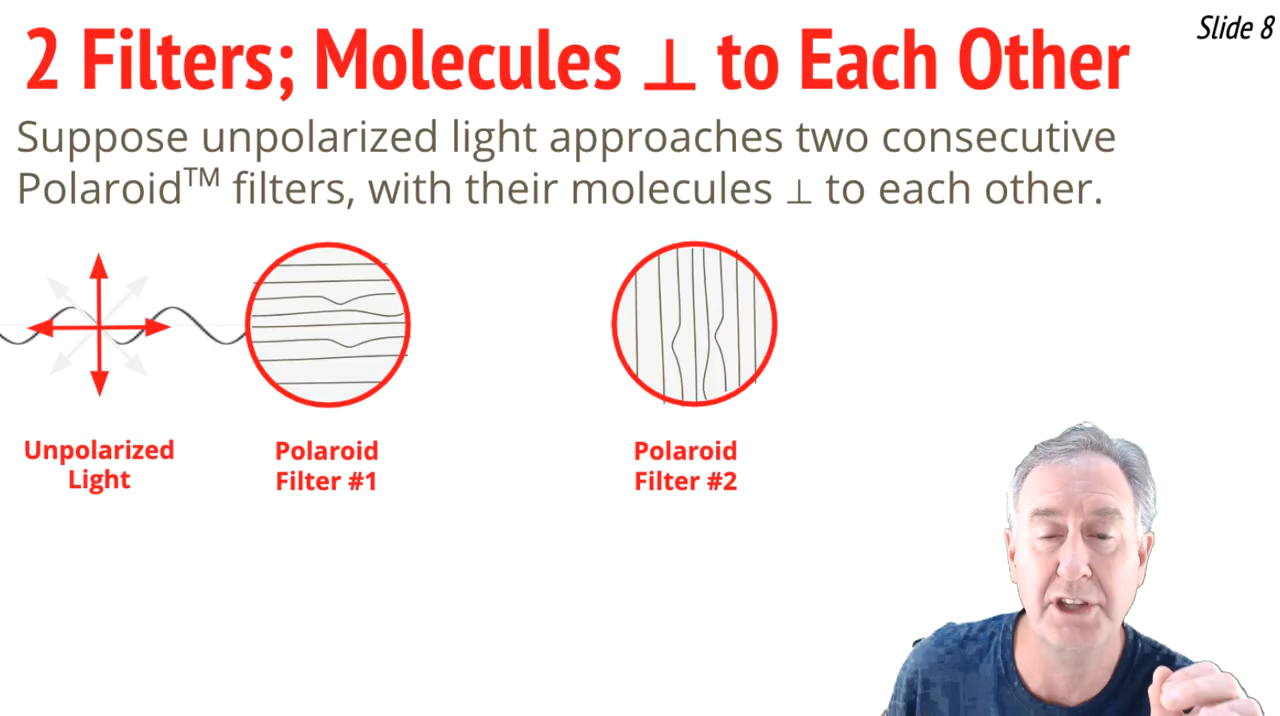 Slide 8
2 Filters; Molecules ⊥ to Each Other
Suppose unpolarized light approaches two consecutive
Polaroid™ filters, with their molecules ⊥ to each other.
Unpolarized
Light
Polaroid
Filter #1
Polaroid
Filter #2